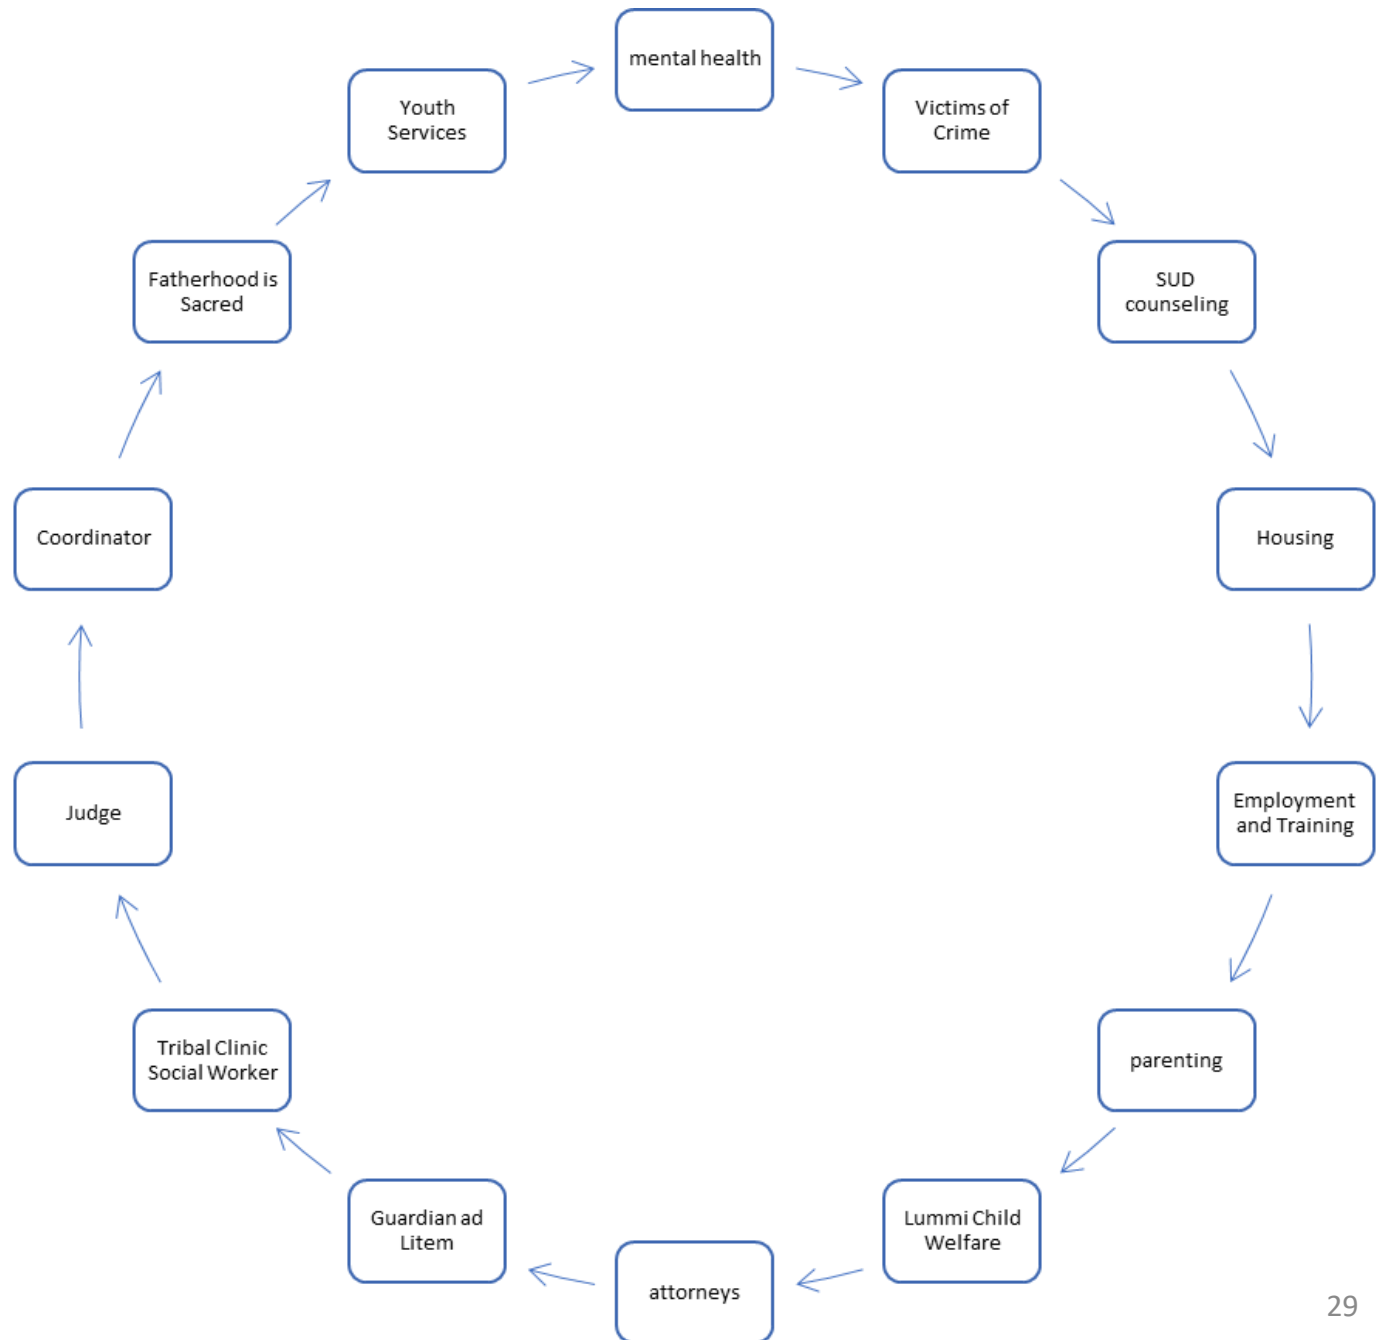 mental health
Victims of
Crime
SUD
counseling
Housing
Employment
and Training
parenting
Lummi Child
Welfare
attorneys
Guardian ad
Litem
Tribal Clinic
Social Worker
Judge
Coordinator
Fatherhood is
Sacred
Youth
Services
29